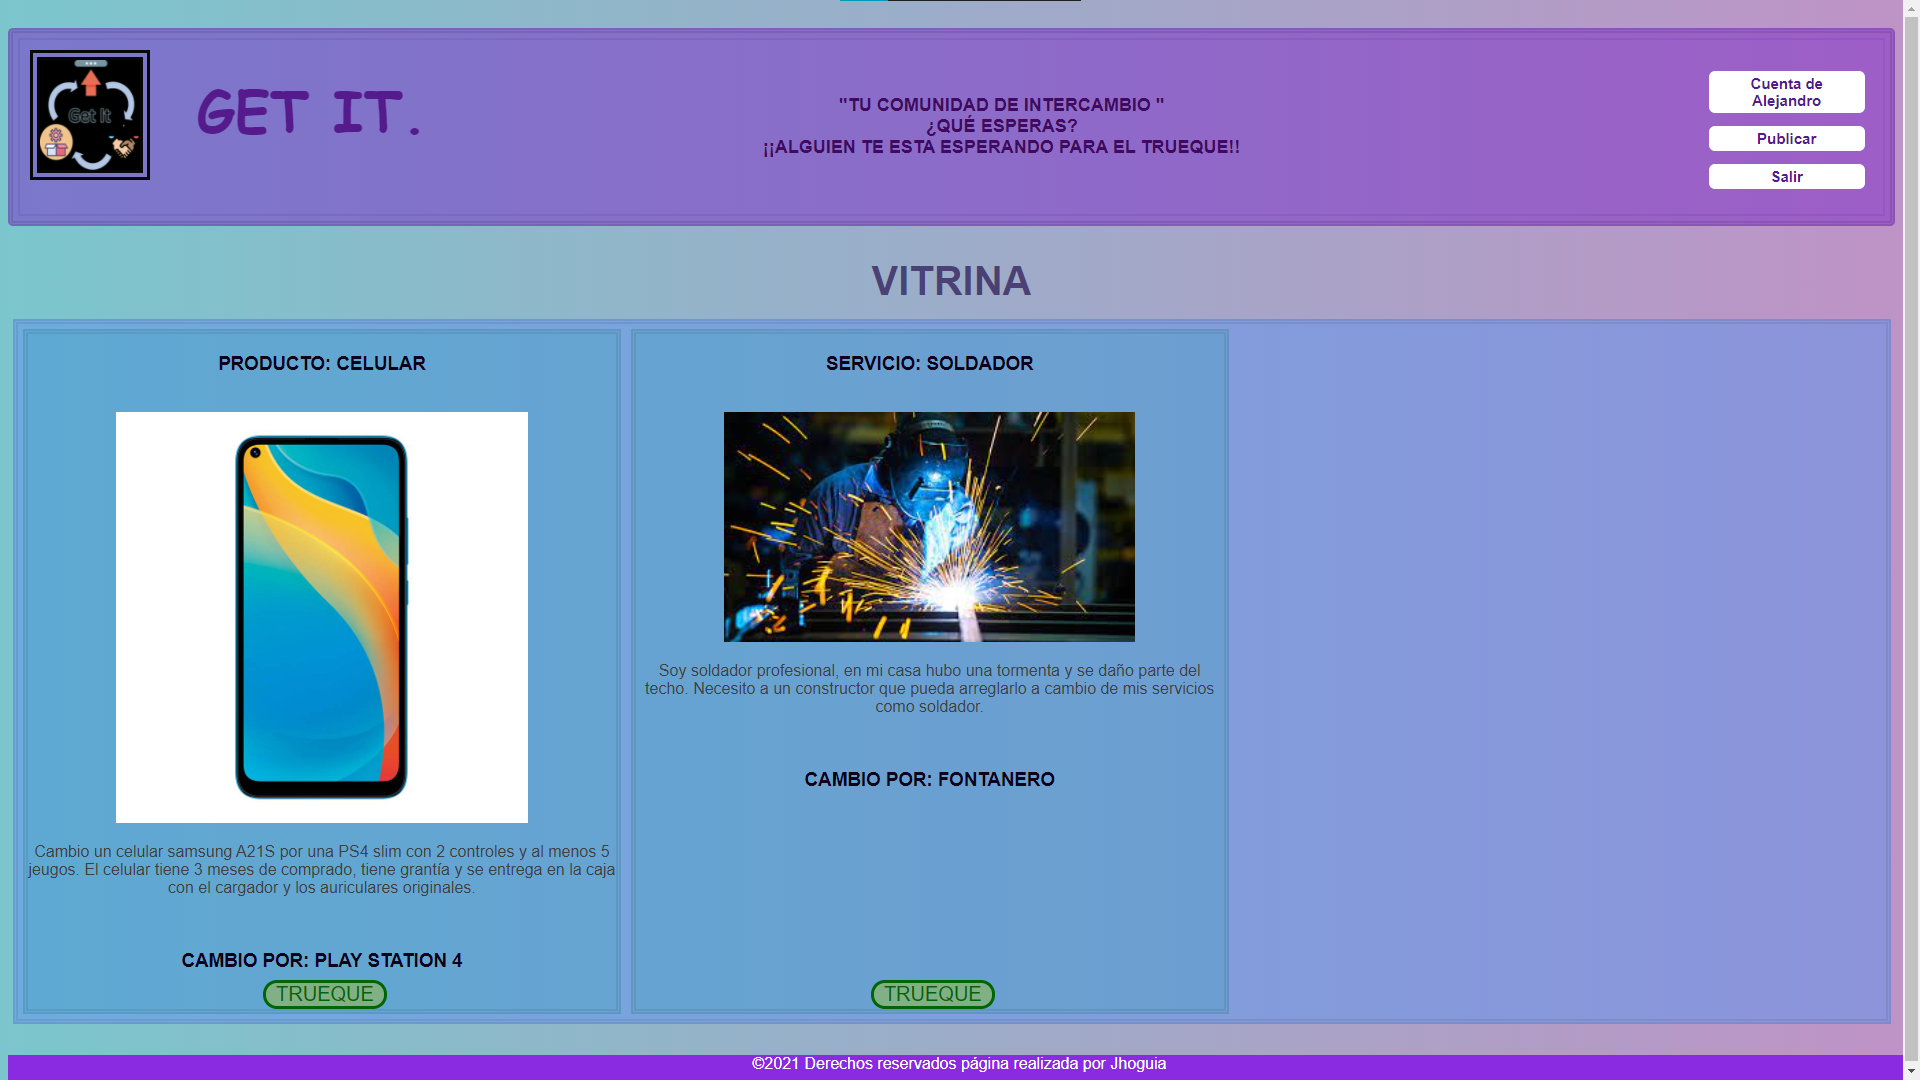 Get It
GET IT.
"TU COMUNIDAD DE INTERCAMBIO "
¿QUÉ ESPERAS?
¡¡ALGUIEN TE ESTA ESPERANDO PARA EL TRUEQUE!!
Cuenta de
Alejandro
Publicar
Salir
VITRINA
PRODUCTO: CELULAR
Cambio un celular samsung A21S por una PS4 slim con 2 controles y al menos 5
jeugos. El celular tiene 3 meses de comprado, tiene grantía y se entrega en la caja
con el cargador y los auriculares originales.
CAMBIO POR: PLAY STATION 4
TRUEQUE
SERVICIO: SOLDADOR
Soy soldador profesional, en mi casa hubo una tormenta y se daño parte del
techo. Necesito a un constructor que pueda arreglarlo a cambio de mis servicios
como soldador.
CAMBIO POR: FONTANERO
TRUEQUE
©2021 Derechos reservados página realizada por Jhoguia